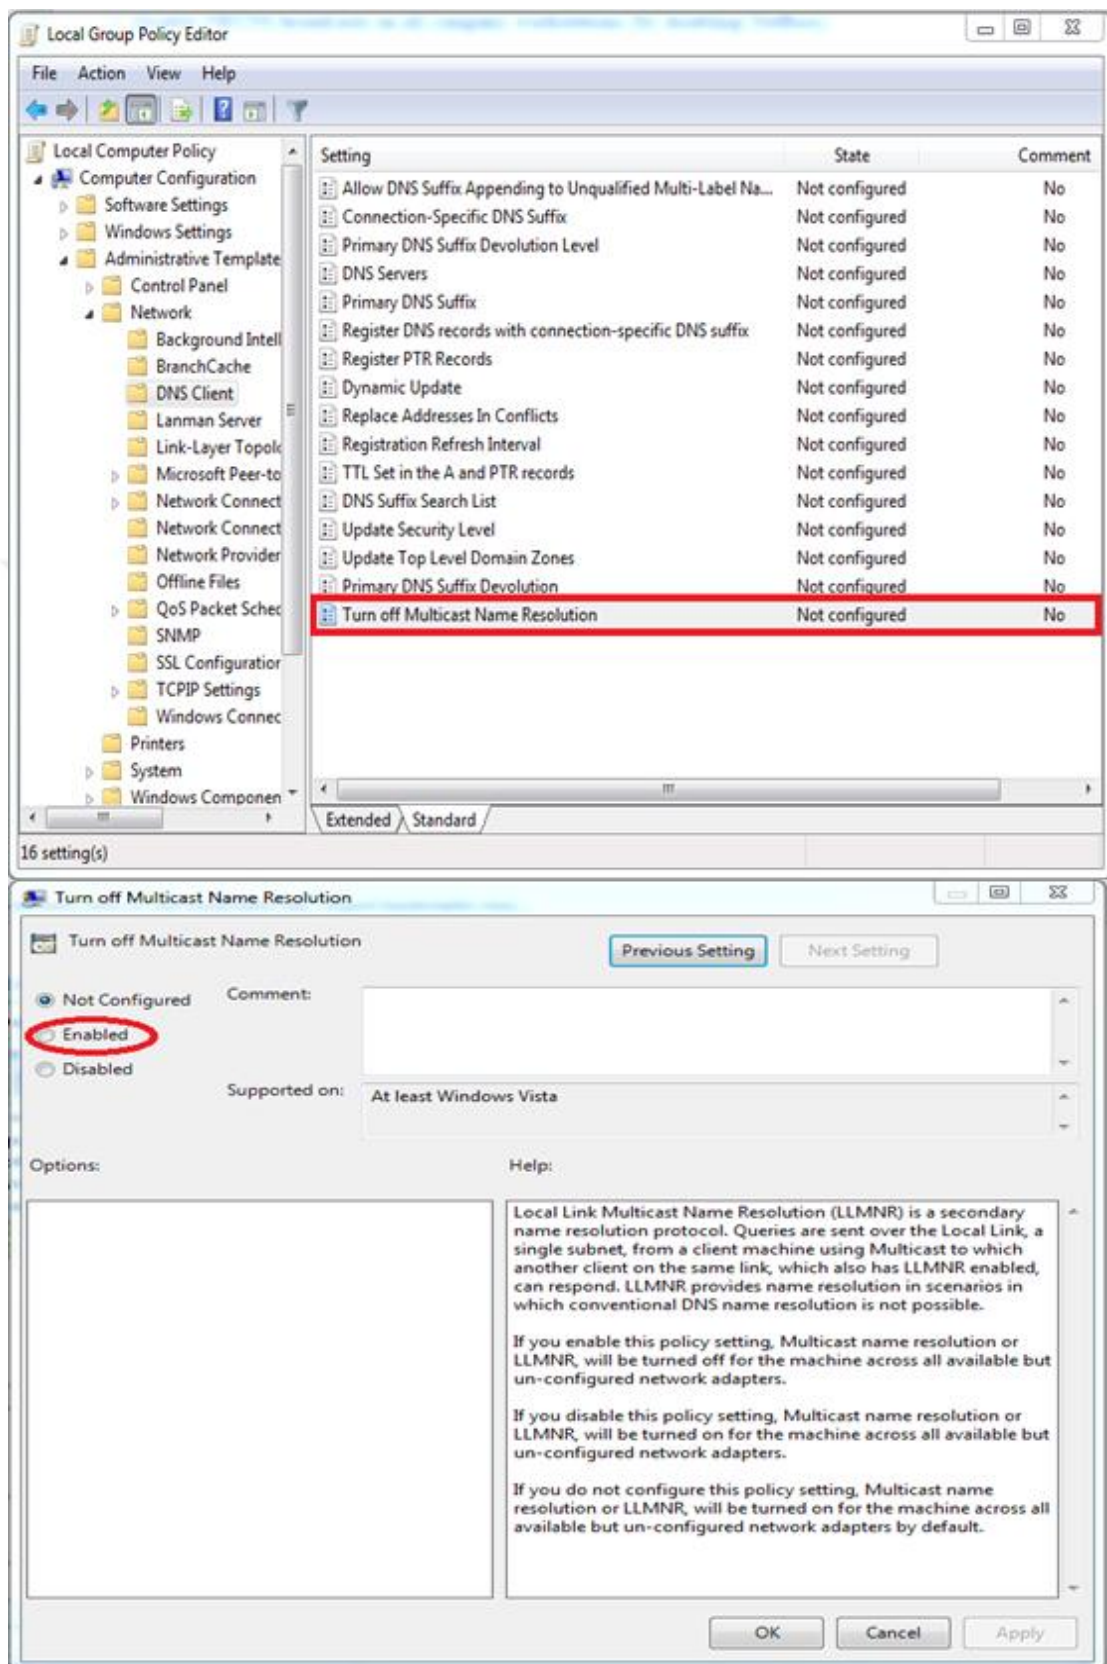 Local Group Policy Editor
File Action View Help
Local Computer Policy
Computer Configuration
Software Settings
Windows Settings
Administrative Template
Control Panel
Network
Background Intell
BranchCache
DNS Client
Lanman Server
Link-Layer Topolo
Microsoft Peer-to
Network Connect
Network Connect
Network Provider
Offline Files
QoS Packet Sched
SNMP
SSL Configuration
TCPIP Settings
Windows Connec
Printers
System
Windows Componen
Setting State Comment
Allow DNS Suffix Appending to Unqualified Multi-Label Na... Not configured No
Connection-Specific DNS Suffix Not configured No
Primary DNS Suffix Devolution Level Not configured No
DNS Servers Not configured No
Primary DNS Suffix Not configured No
Register DNS records with connection-specific DNS suffix Not configured No
Register PTR Records Not configured No
Dynamic Update Not configured No
Replace Addresses In Conflicts Not configured No
Registration Refresh Interval Not configured No
TTL Set in the A and PTR records Not configured No
DNS Suffix Search List Not configured No
Update Security Level Not configured No
Update Top Level Domain Zones Not configured No
Primary DNS Suffix Devolution Not configured No
Turn off Multicast Name Resolution Not configured No
Extended Standard
16 setting(s)
Turn off Multicast Name Resolution
Turn off Multicast Name Resolution
Previous Setting Next Setting
Not Configured
Enabled
Disabled
Comment:
Supported on: At least Windows Vista
Options:
Help:
Local Link Multicast Name Resolution (LLMNR) is a secondary
name resolution protocol. Queries are sent over the Local Link, a
single subnet, from a client machine using Multicast to which
another client on the same link, which also has LLMNR enabled,
can respond. LLMNR provides name resolution in scenarios in
which conventional DNS name resolution is not possible.
If you enable this policy setting, Multicast name resolution or
LLMNR, will be turned off for the machine across all available but
un-configured network adapters.
If you disable this policy setting, Multicast name resolution or
LLMNR, will be turned on for the machine across all available but
un-configured network adapters.
If you do not configure this policy setting, Multicast name
resolution or LLMNR, will be turned on for the machine across all
available but un-configured network adapters by default.
OK Cancel Apply